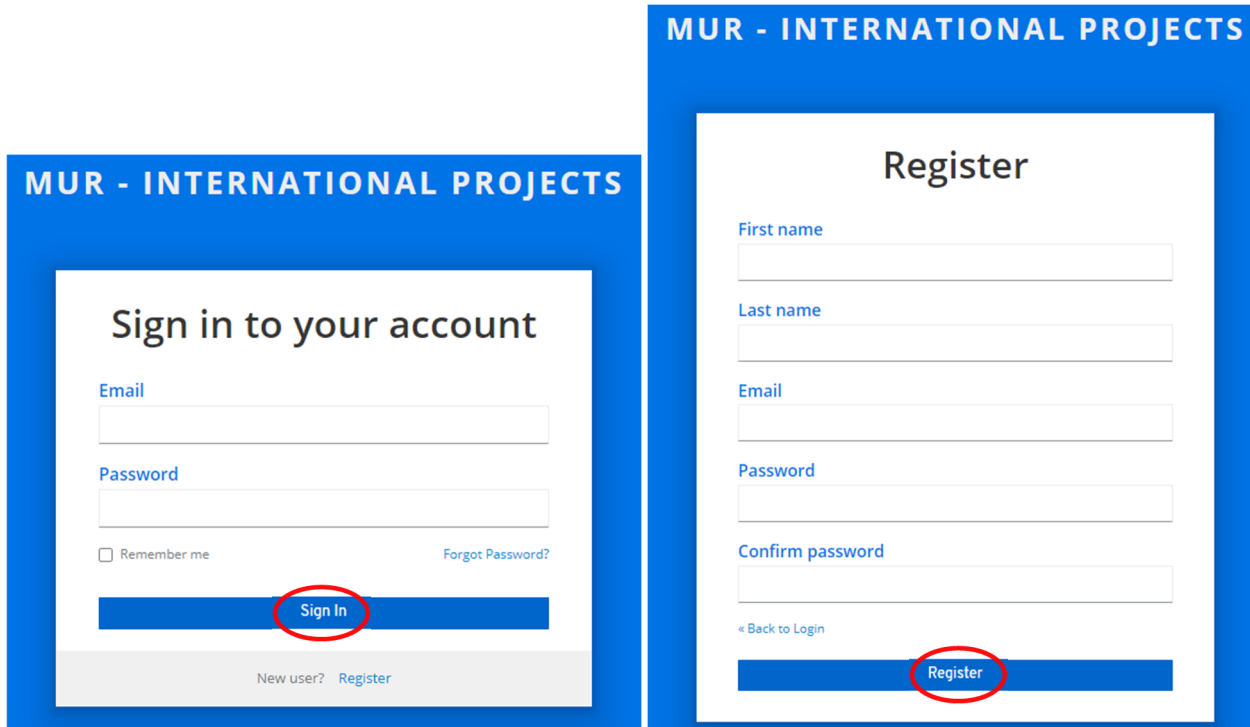 MUR - INTERNATIONAL PROJECTS
Sign in to your account
Email
Password
Remember me Forgot Password?
Sign In
New user? Register
MUR - INTERNATIONAL PROJECTS
Register
First name
Last name
Email
Password
Confirm password
« Back to Login
Register